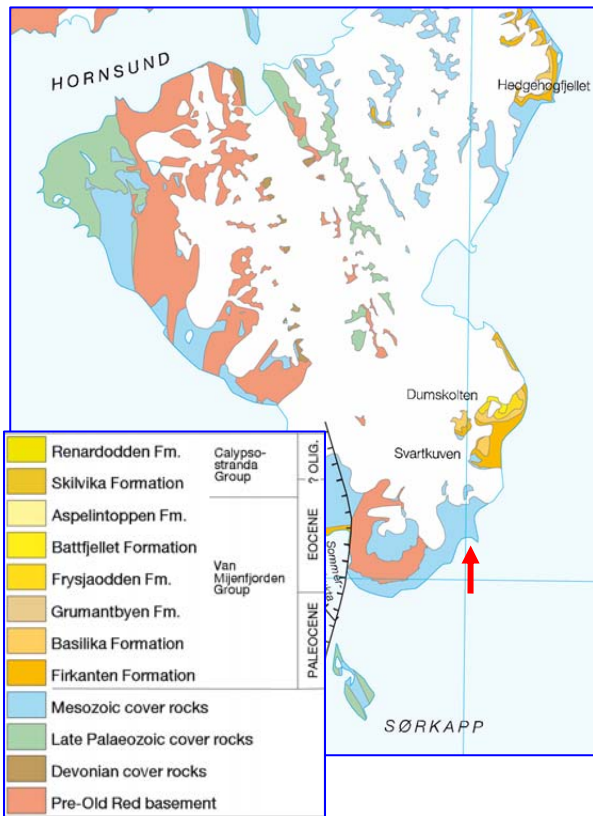 HORNSUND
Hedgehogfjellet
Dumskolten
Svartkuven
SØRKAPP
Renardodden Fm.
Skilvika Formation
Aspelintoppen Fm.
Battfjellet Formation
Frysjaodden Fm.
Grumantbyen Fm.
Basilika Formation
Firkanten Formation
Mesozoic cover rocks
Late Palaeozoic cover rocks
Devonian cover rocks
Pre-Old Red basement
Calypso-
stranda
Group
Van
Mijenfjorden
Group
? OLIG.
EOCENE
PALEOCENE